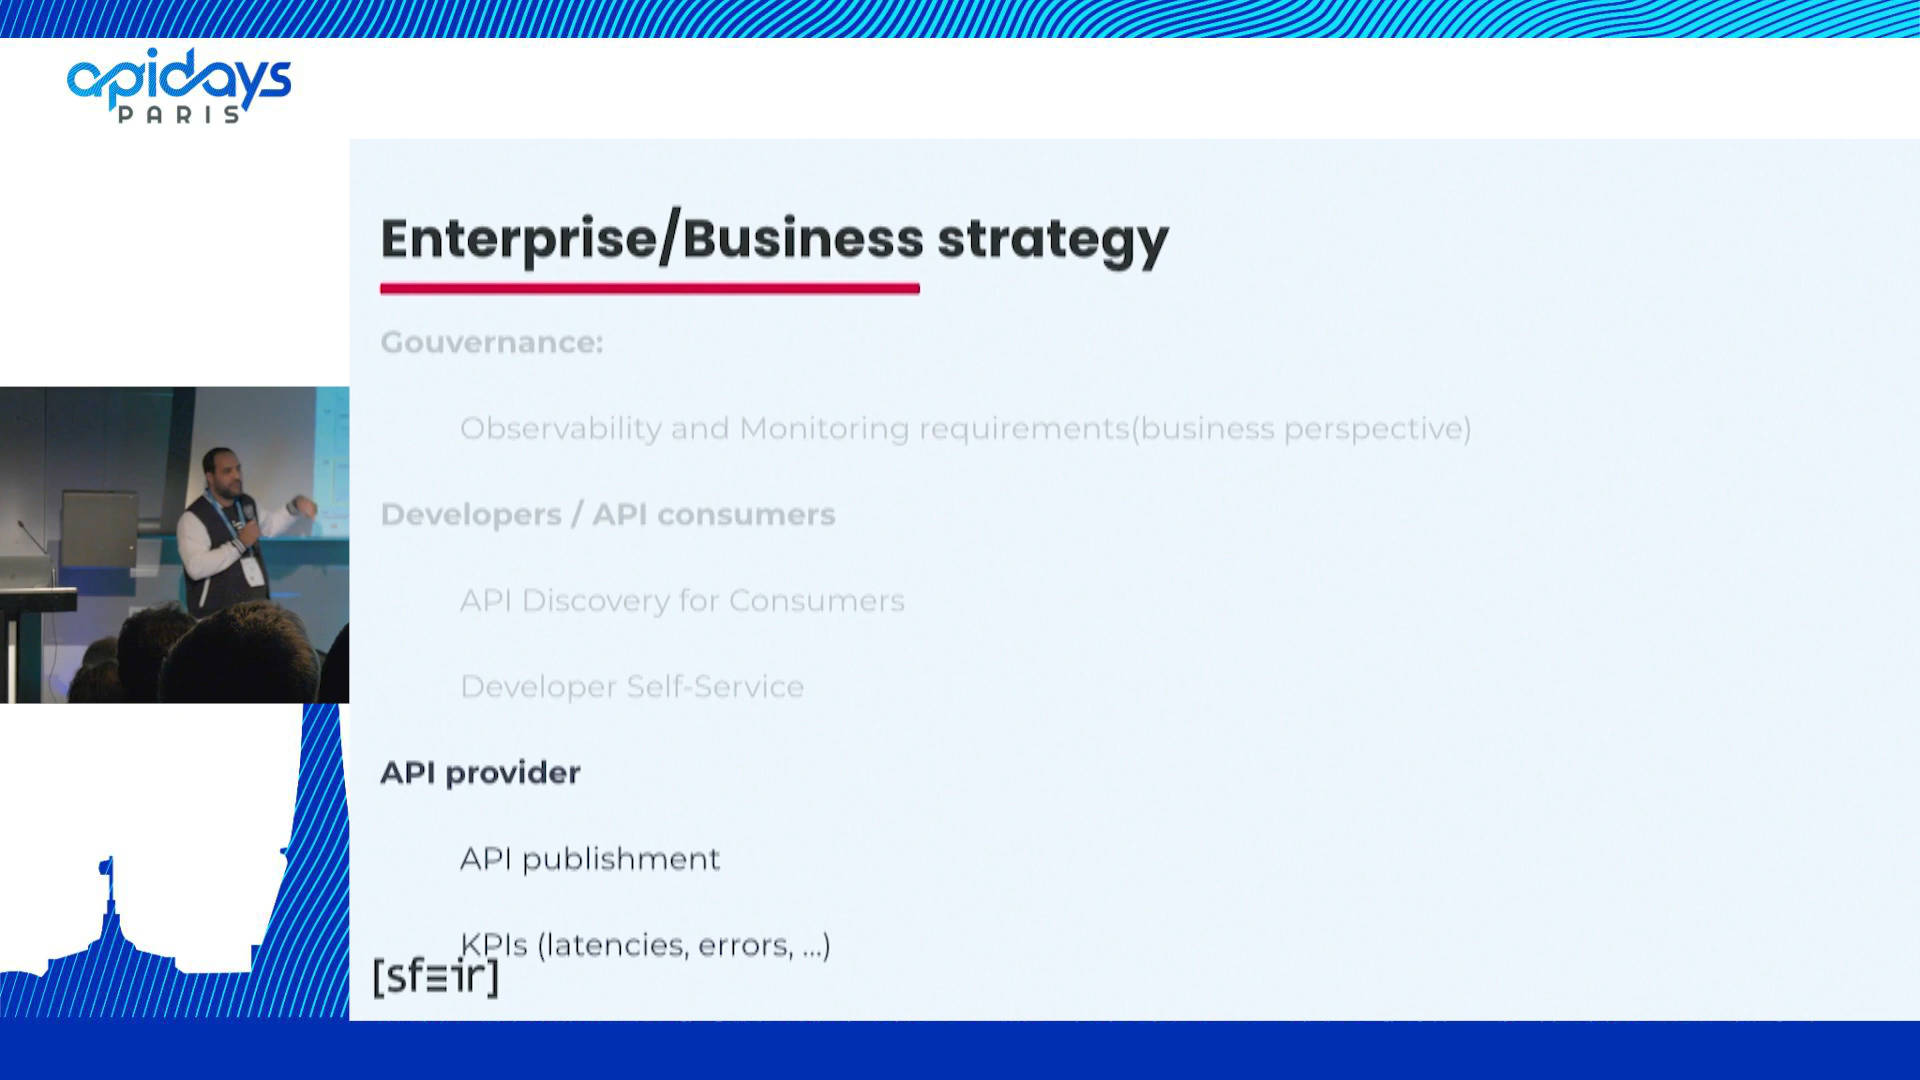 apidays
PARIS
Enterprise/Business strategy
Gouvernance:
Observability and Monitoring requirements(business perspective)
Developers / API consumers
API Discovery for Consumers
Developer Self-Service
API provider
API publishment
KPIs (latencies, errors, ...)
[sfΞir]